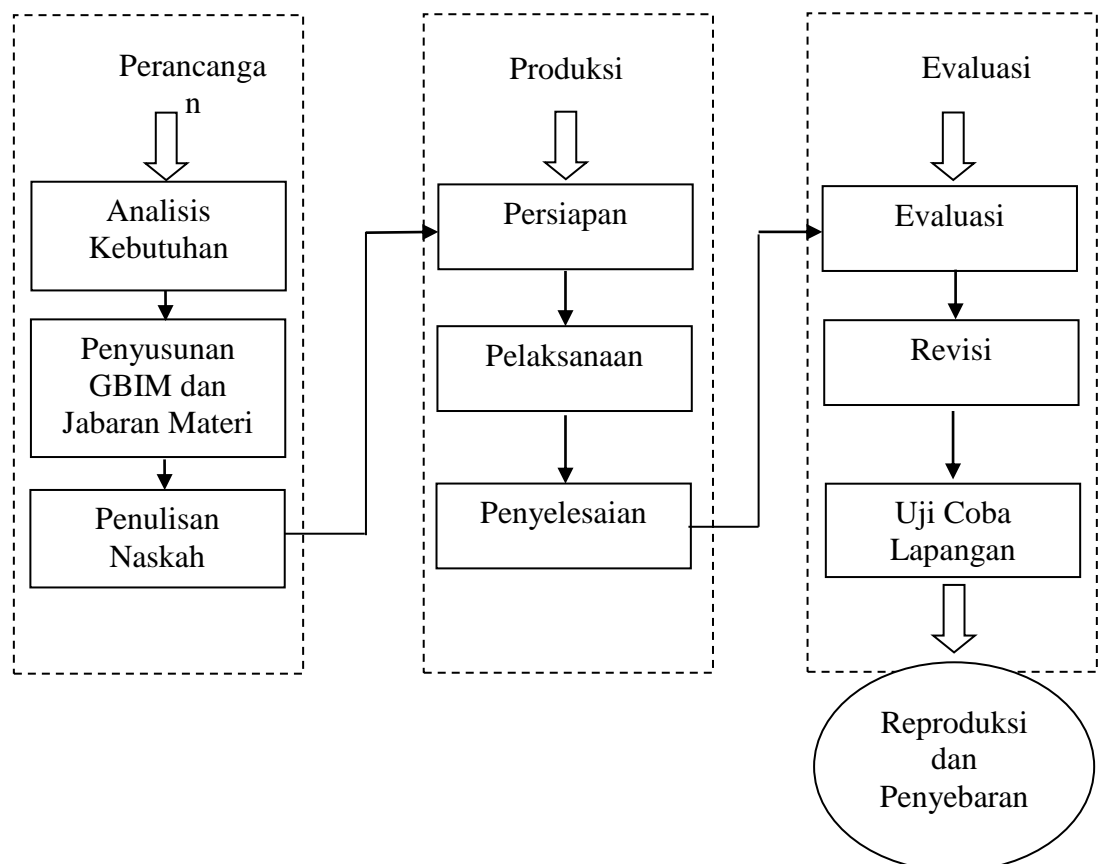 Perancanga
n
Analisis
Kebutuhan
Penyusunan
GBIM dan
Jabaran Materi
Penulisan
Naskah
Produksi
Persiapan
Pelaksanaan
Penyelesaian
Evaluasi
Evaluasi
Revisi
Uji Coba
Lapangan
Reproduksi
dan
Penyebaran